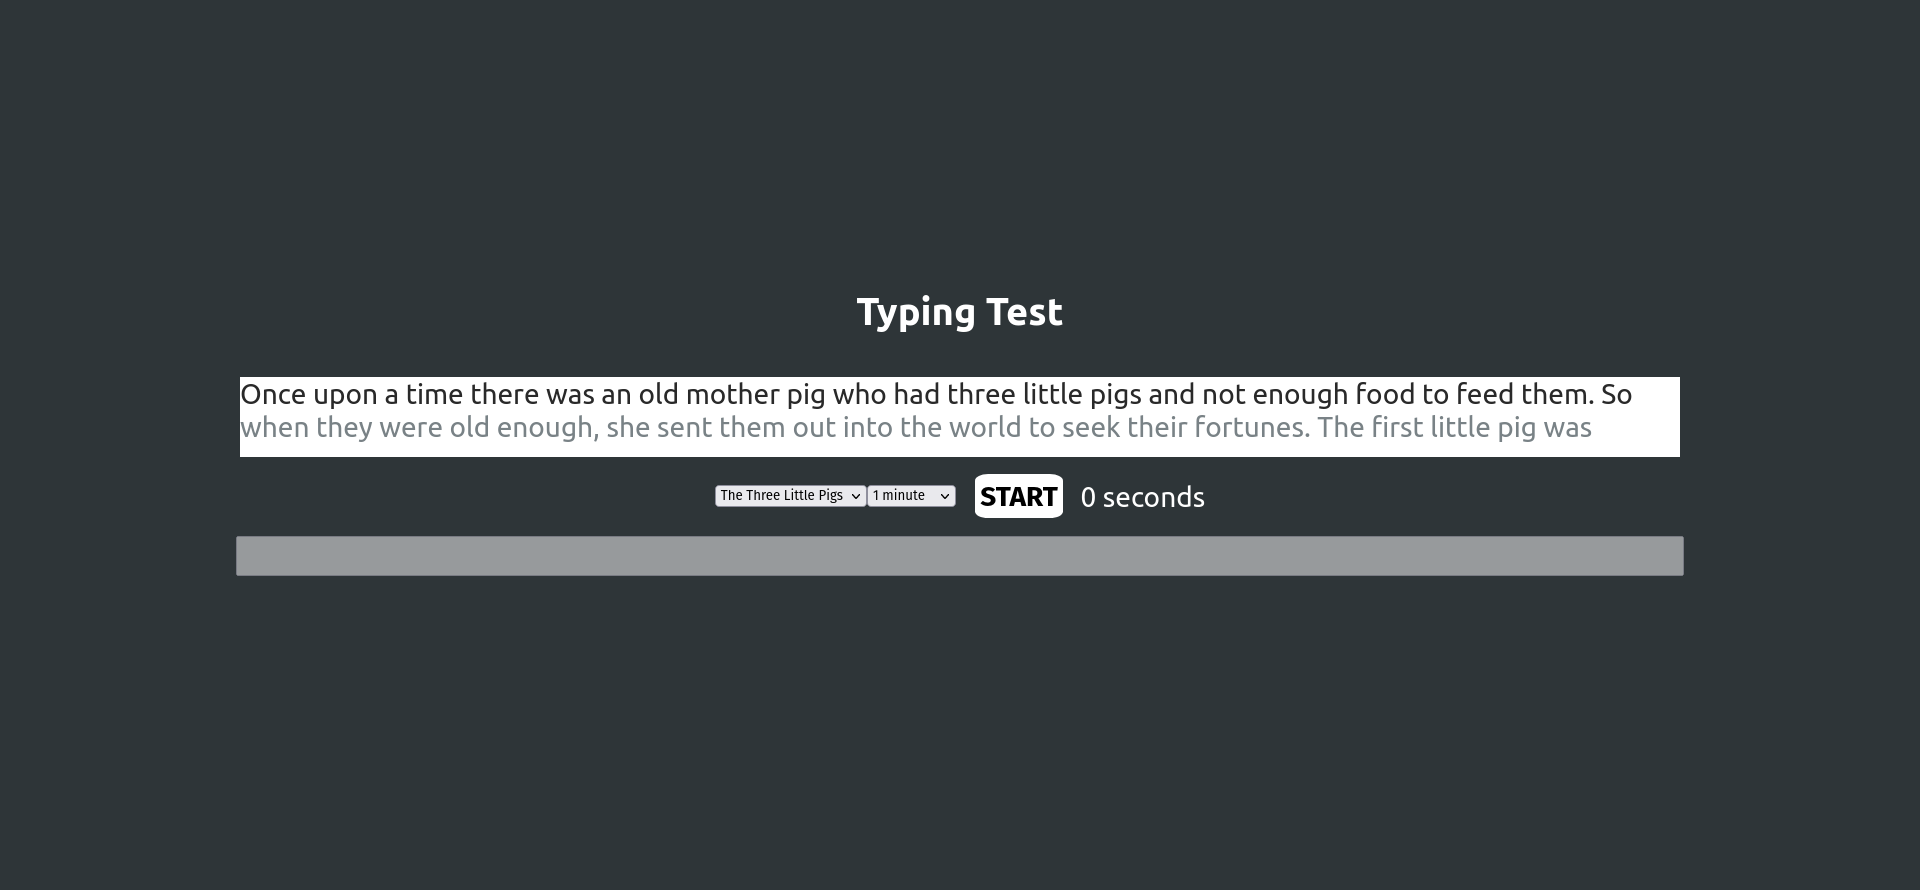 Typing Test
Once upon a time there was an old mother pig who had three little pigs and not enough food to feed them. So
when they were old enough, she sent them out into the world to seek their fortunes. The first little pig was
The Three Little Pigs 1 minute START 0 seconds